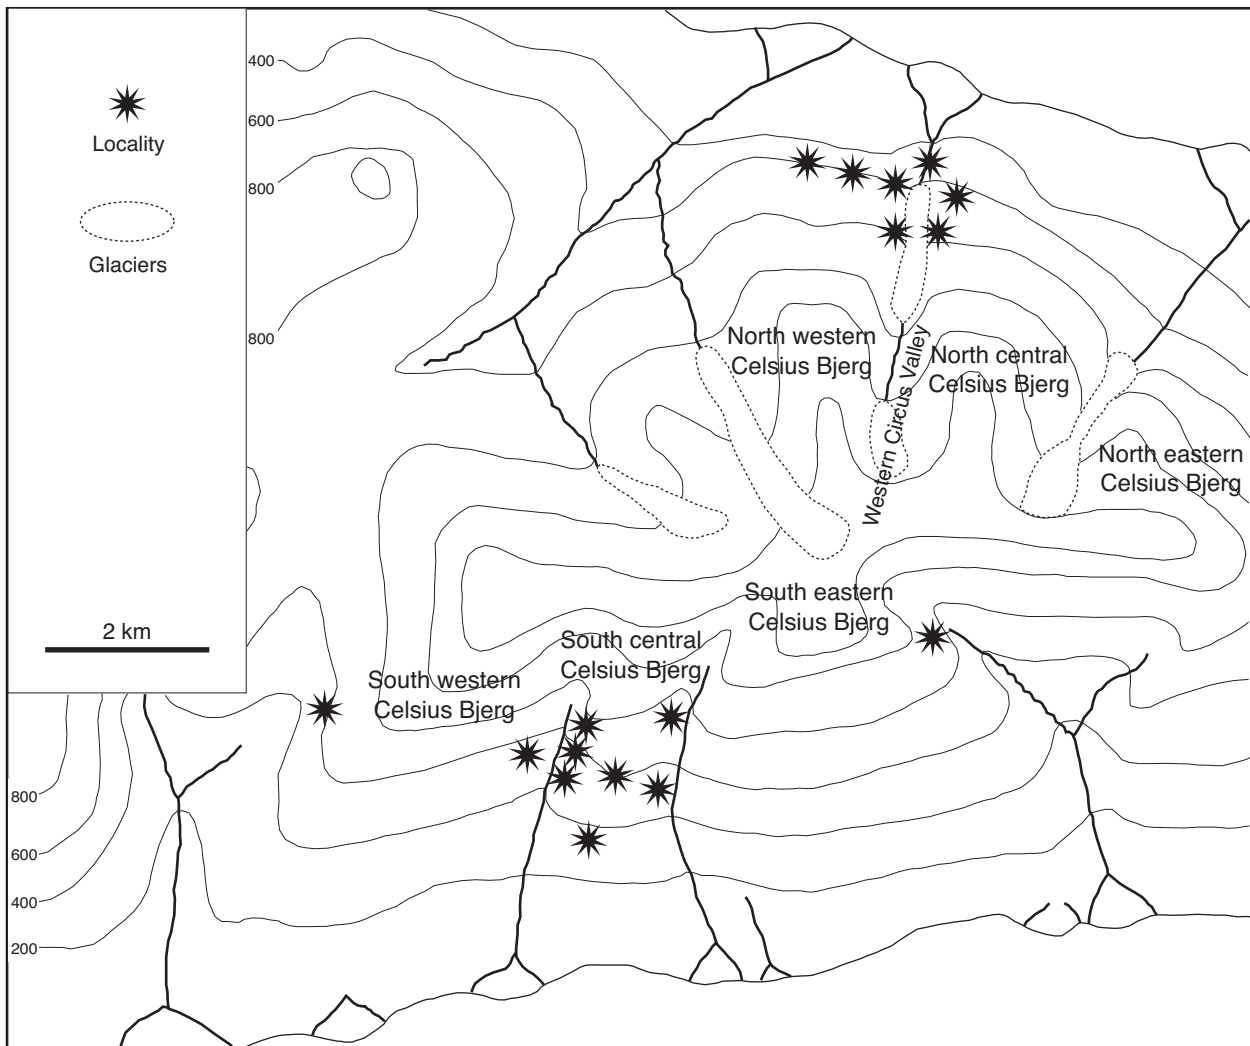 400
600
800
800
Locality
Glaciers
2 km
North western
Celsius Bjerg
Western Circus Valley
North central
Celsius Bjerg
North eastern
Celsius Bjerg
South eastern
Celsius Bjerg
South central
Celsius Bjerg
South western
Celsius Bjerg
800
600
400
200